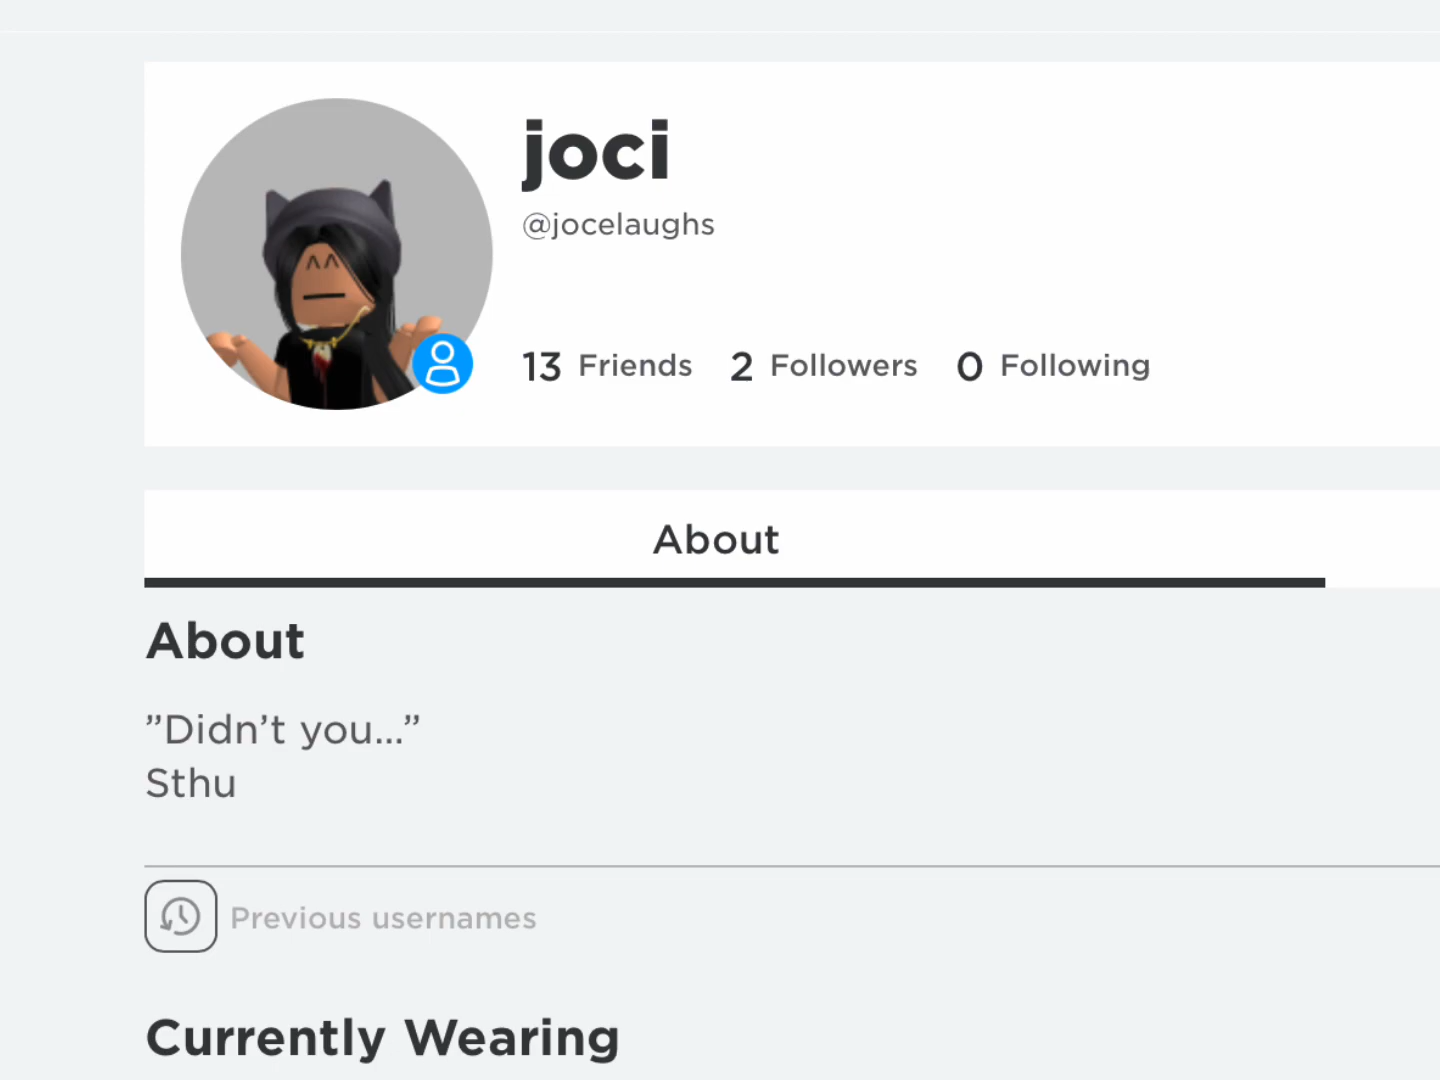 joci
@jocelaughs
13 Friends 2 Followers 0 Following
About
About
”Didn’t you...”
Sthu
Previous usernames
Currently Wearing